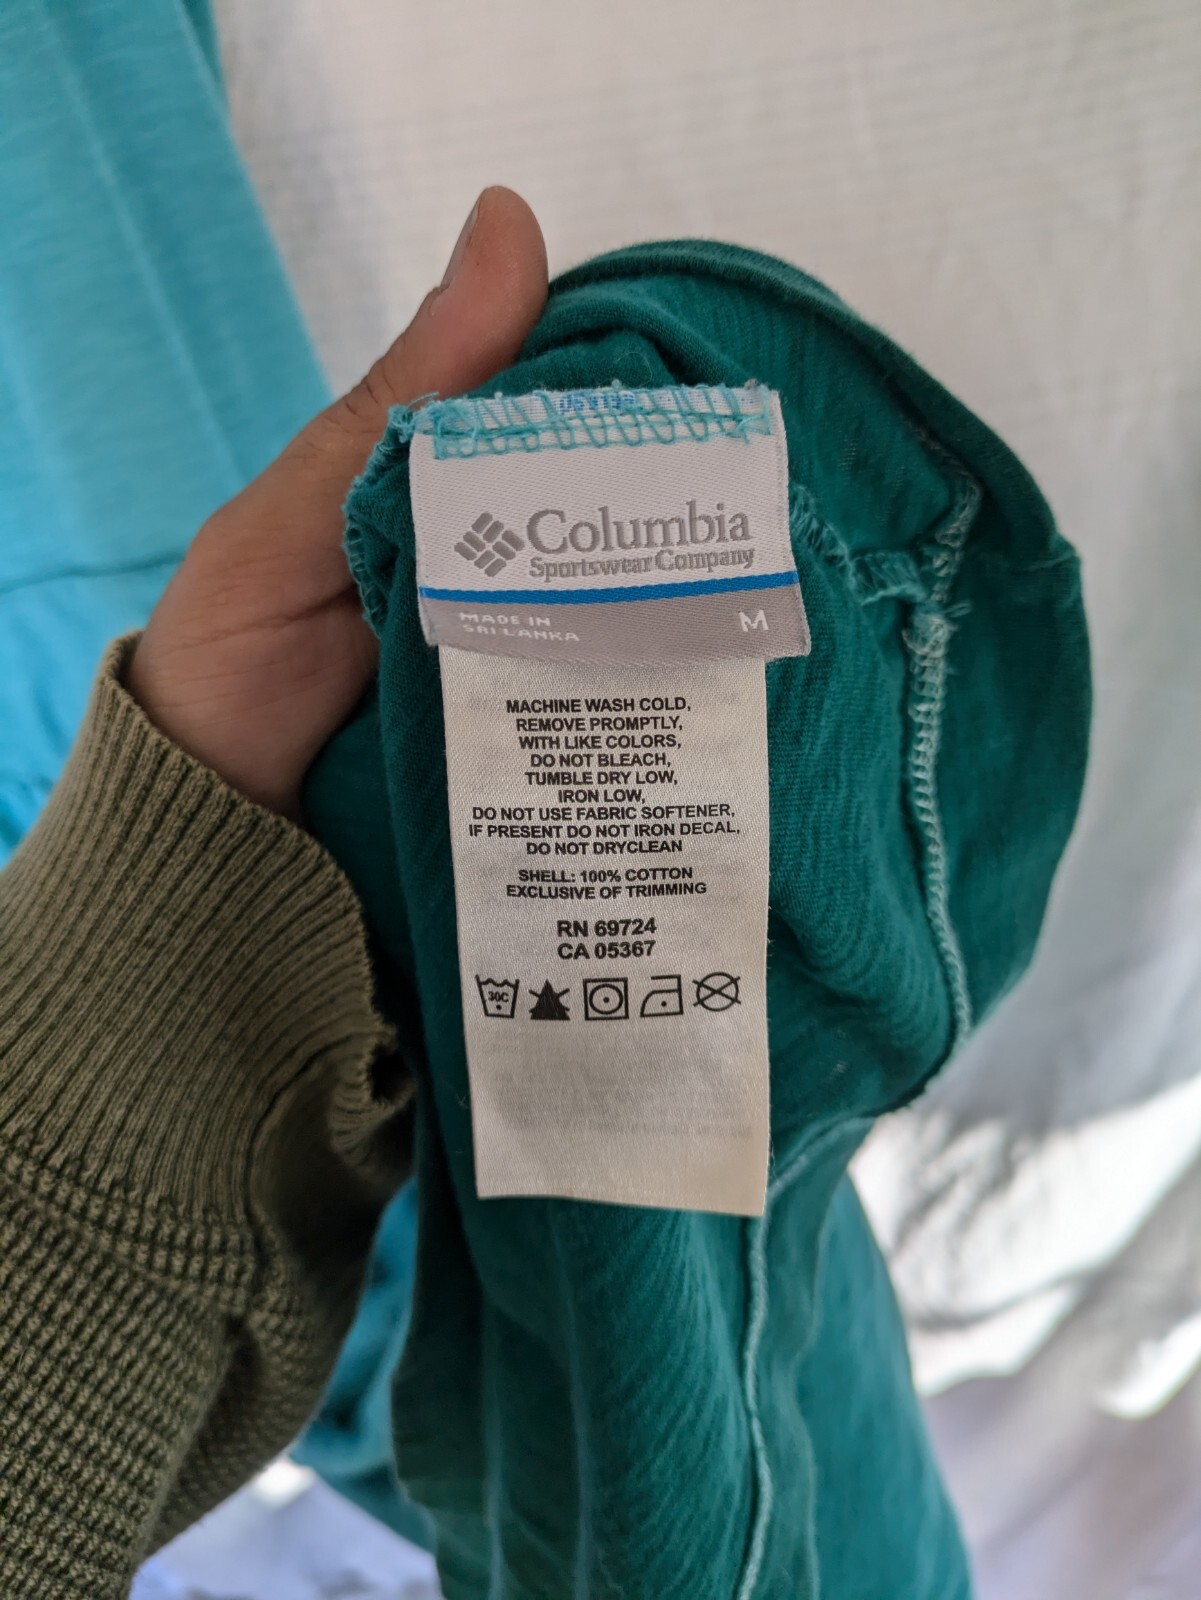 Columbia
Sportswear Company
MADE IN
SRI LANKA
M
MACHINE WASH COLD,
REMOVE PROMPTLY,
WITH LIKE COLORS,
DO NOT BLEACH,
TUMBLE DRY LOW,
IRON LOW,
DO NOT USE FABRIC SOFTENER,
IF PRESENT DO NOT IRON DECAL,
DO NOT DRYCLEAN
SHELL: 100% COTTON
EXCLUSIVE OF TRIMMING
RN 69724
CA 05367
30C